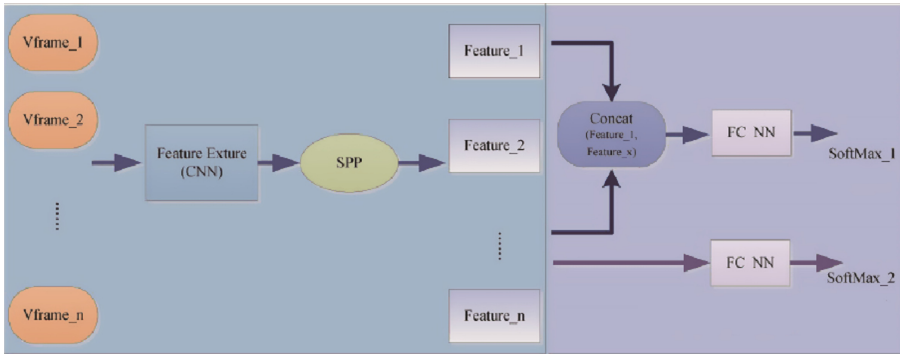 Vframe_1
Vframe_2
Vframe_n
Feature Exture
(CNN)
SPP
Feature_1
Feature_2
Feature_n
Concat
(Feature_1,
Feature_x)
FC NN
SoftMax_1
FC NN
SoftMax_2